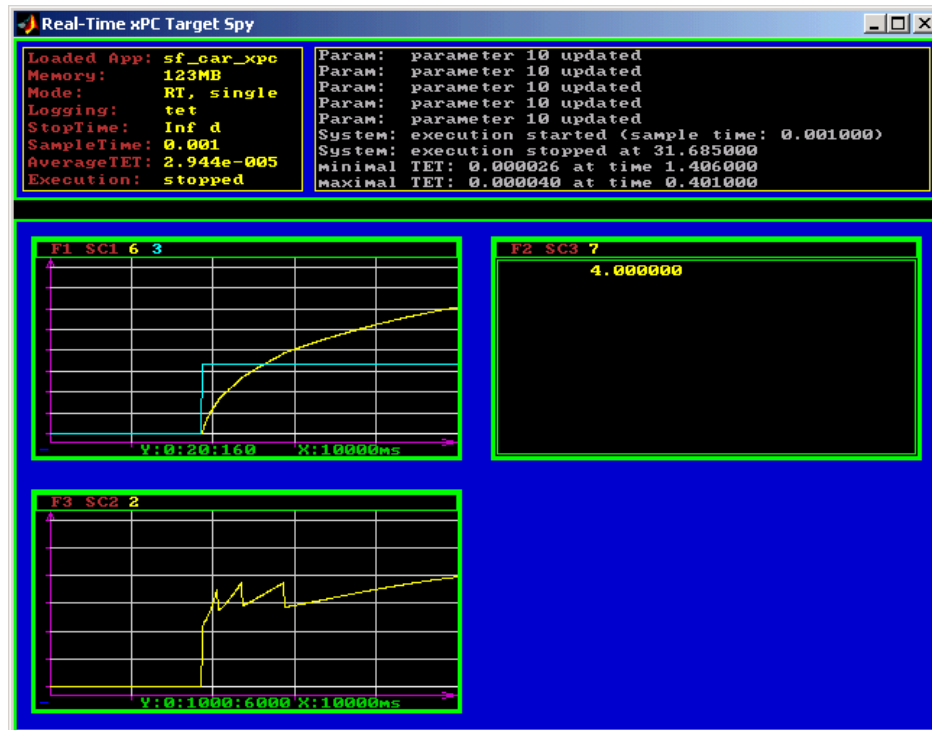 Real-Time xPC Target Spy
Loaded App: sf_car_xpc
Memory: 123MB
Mode: RT, single
Logging: tet
StopTime: Inf d
SampleTime: 0.001
AverageTET: 2.944e-005
Execution: stopped
Param: parameter 10 updated
Param: parameter 10 updated
Param: parameter 10 updated
Param: parameter 10 updated
Param: parameter 10 updated
System: execution started (sample time: 0.001000)
System: execution stopped at 31.685000
minimal TET: 0.000026 at time 1.406000
maximal TET: 0.000040 at time 0.401000
F1 SC1 6 3
Y:0:20:160 X:10000ms
F2 SC3 7
4.000000
F3 SC2 2
Y:0:1000:6000 X:10000ms